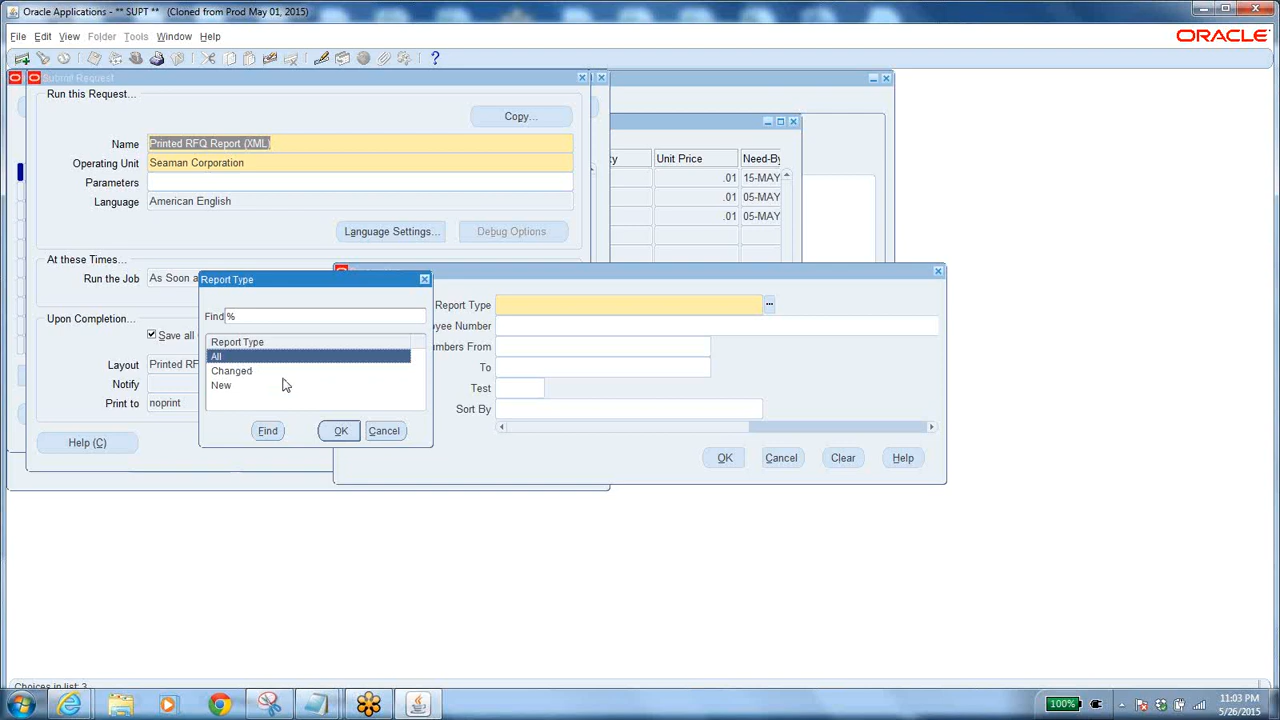 Oracle Applications - ** SUPT **   (Cloned from Prod May 01, 2015)
File Edit View Folder Tools Window Help
ORACLE
Submit Request
Run this Request...
Copy...
Name Printed RFQ Report (XML)
Operating Unit Seaman Corporation
Parameters
Language American English
Language Settings...
Debug Options
At these Times...
Run the Job As Soon a
Upon Completion...
Save all
Layout Printed RF
Notify
Print to noprint
Help (C)
Unit Price Need-By
.01 15-MAY
.01 05-MAY
.01 05-MAY
Report Type
Find %
Report Type
All
Changed
New
Find OK Cancel
Report Type
yee Number
umbers From
To
Test
Sort By
OK Cancel Clear Help
Choices in list: 3
100%
11:03 PM
5/26/2015